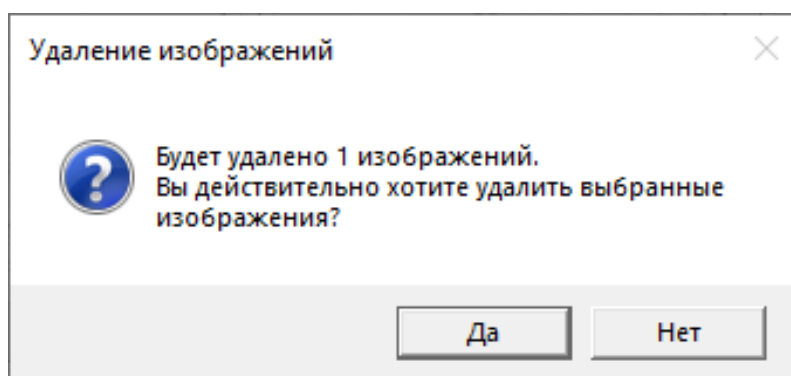 Удаление изображений
Будет удалено 1 изображений.
Вы действительно хотите удалить выбранные
изображения?
Да
Нет